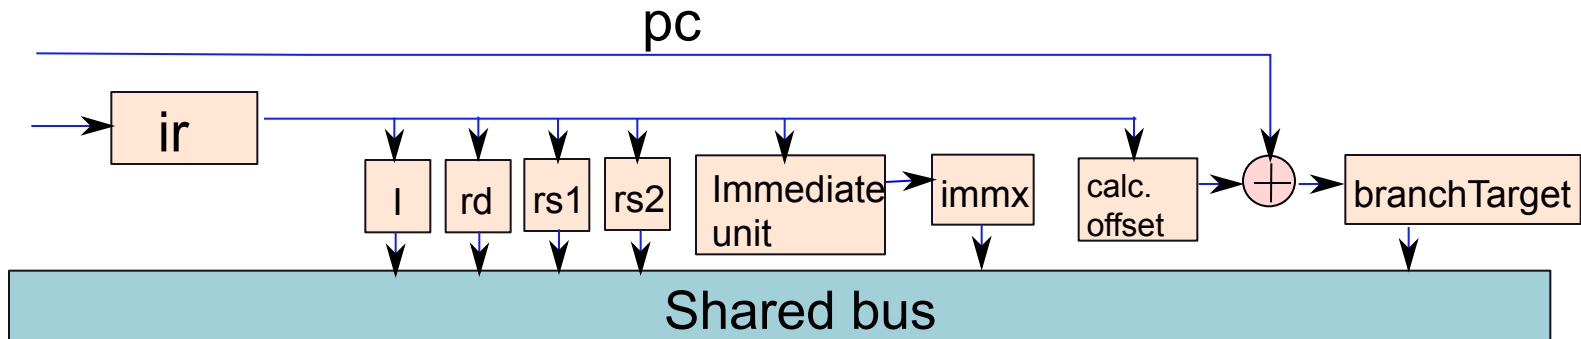 pc
ir
I
rd
rs1
rs2
Immediate
unit
immx
calc.
offset
branchTarget
Shared bus